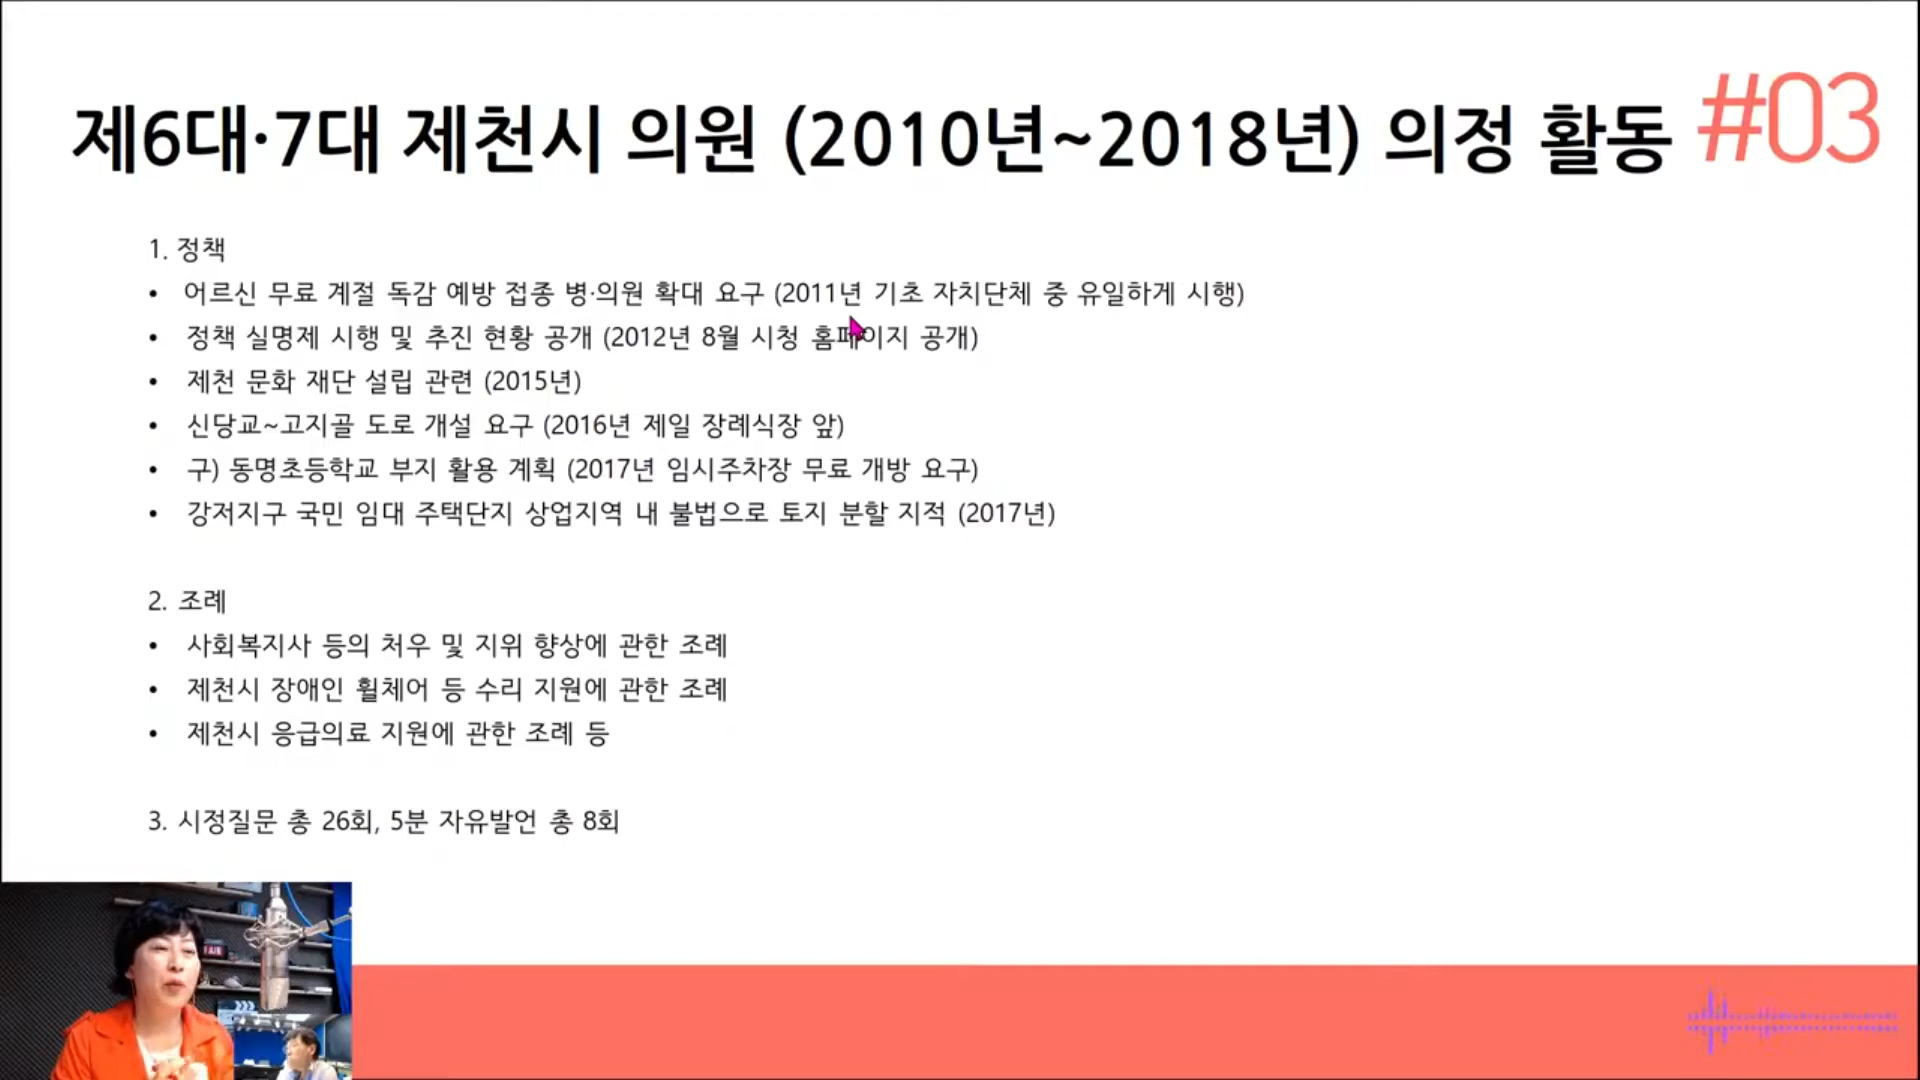 제6대·7대 제천시 의원 (2010년~2018년) 의정 활동 #03
1. 정책
• 어르신 무료 계절 독감 예방 접종 병·의원 확대 요구 (2011년 기초 자치단체 중 유일하게 시행)
• 정책 실명제 시행 및 추진 현황 공개 (2012년 8월 시청 홈페이지 공개)
• 제천 문화 재단 설립 관련 (2015년)
• 신당교~고지골 도로 개설 요구 (2016년 제일 장례식장 앞)
• 구) 동명초등학교 부지 활용 계획 (2017년 임시주차장 무료 개방 요구)
• 강저지구 국민 임대 주택단지 상업지역 내 불법으로 토지 분할 지적 (2017년)
2. 조례
• 사회복지사 등의 처우 및 지위 향상에 관한 조례
• 제천시 장애인 휠체어 등 수리 지원에 관한 조례
• 제천시 응급의료 지원에 관한 조례 등
3. 시정질문 총 26회, 5분 자유발언 총 8회